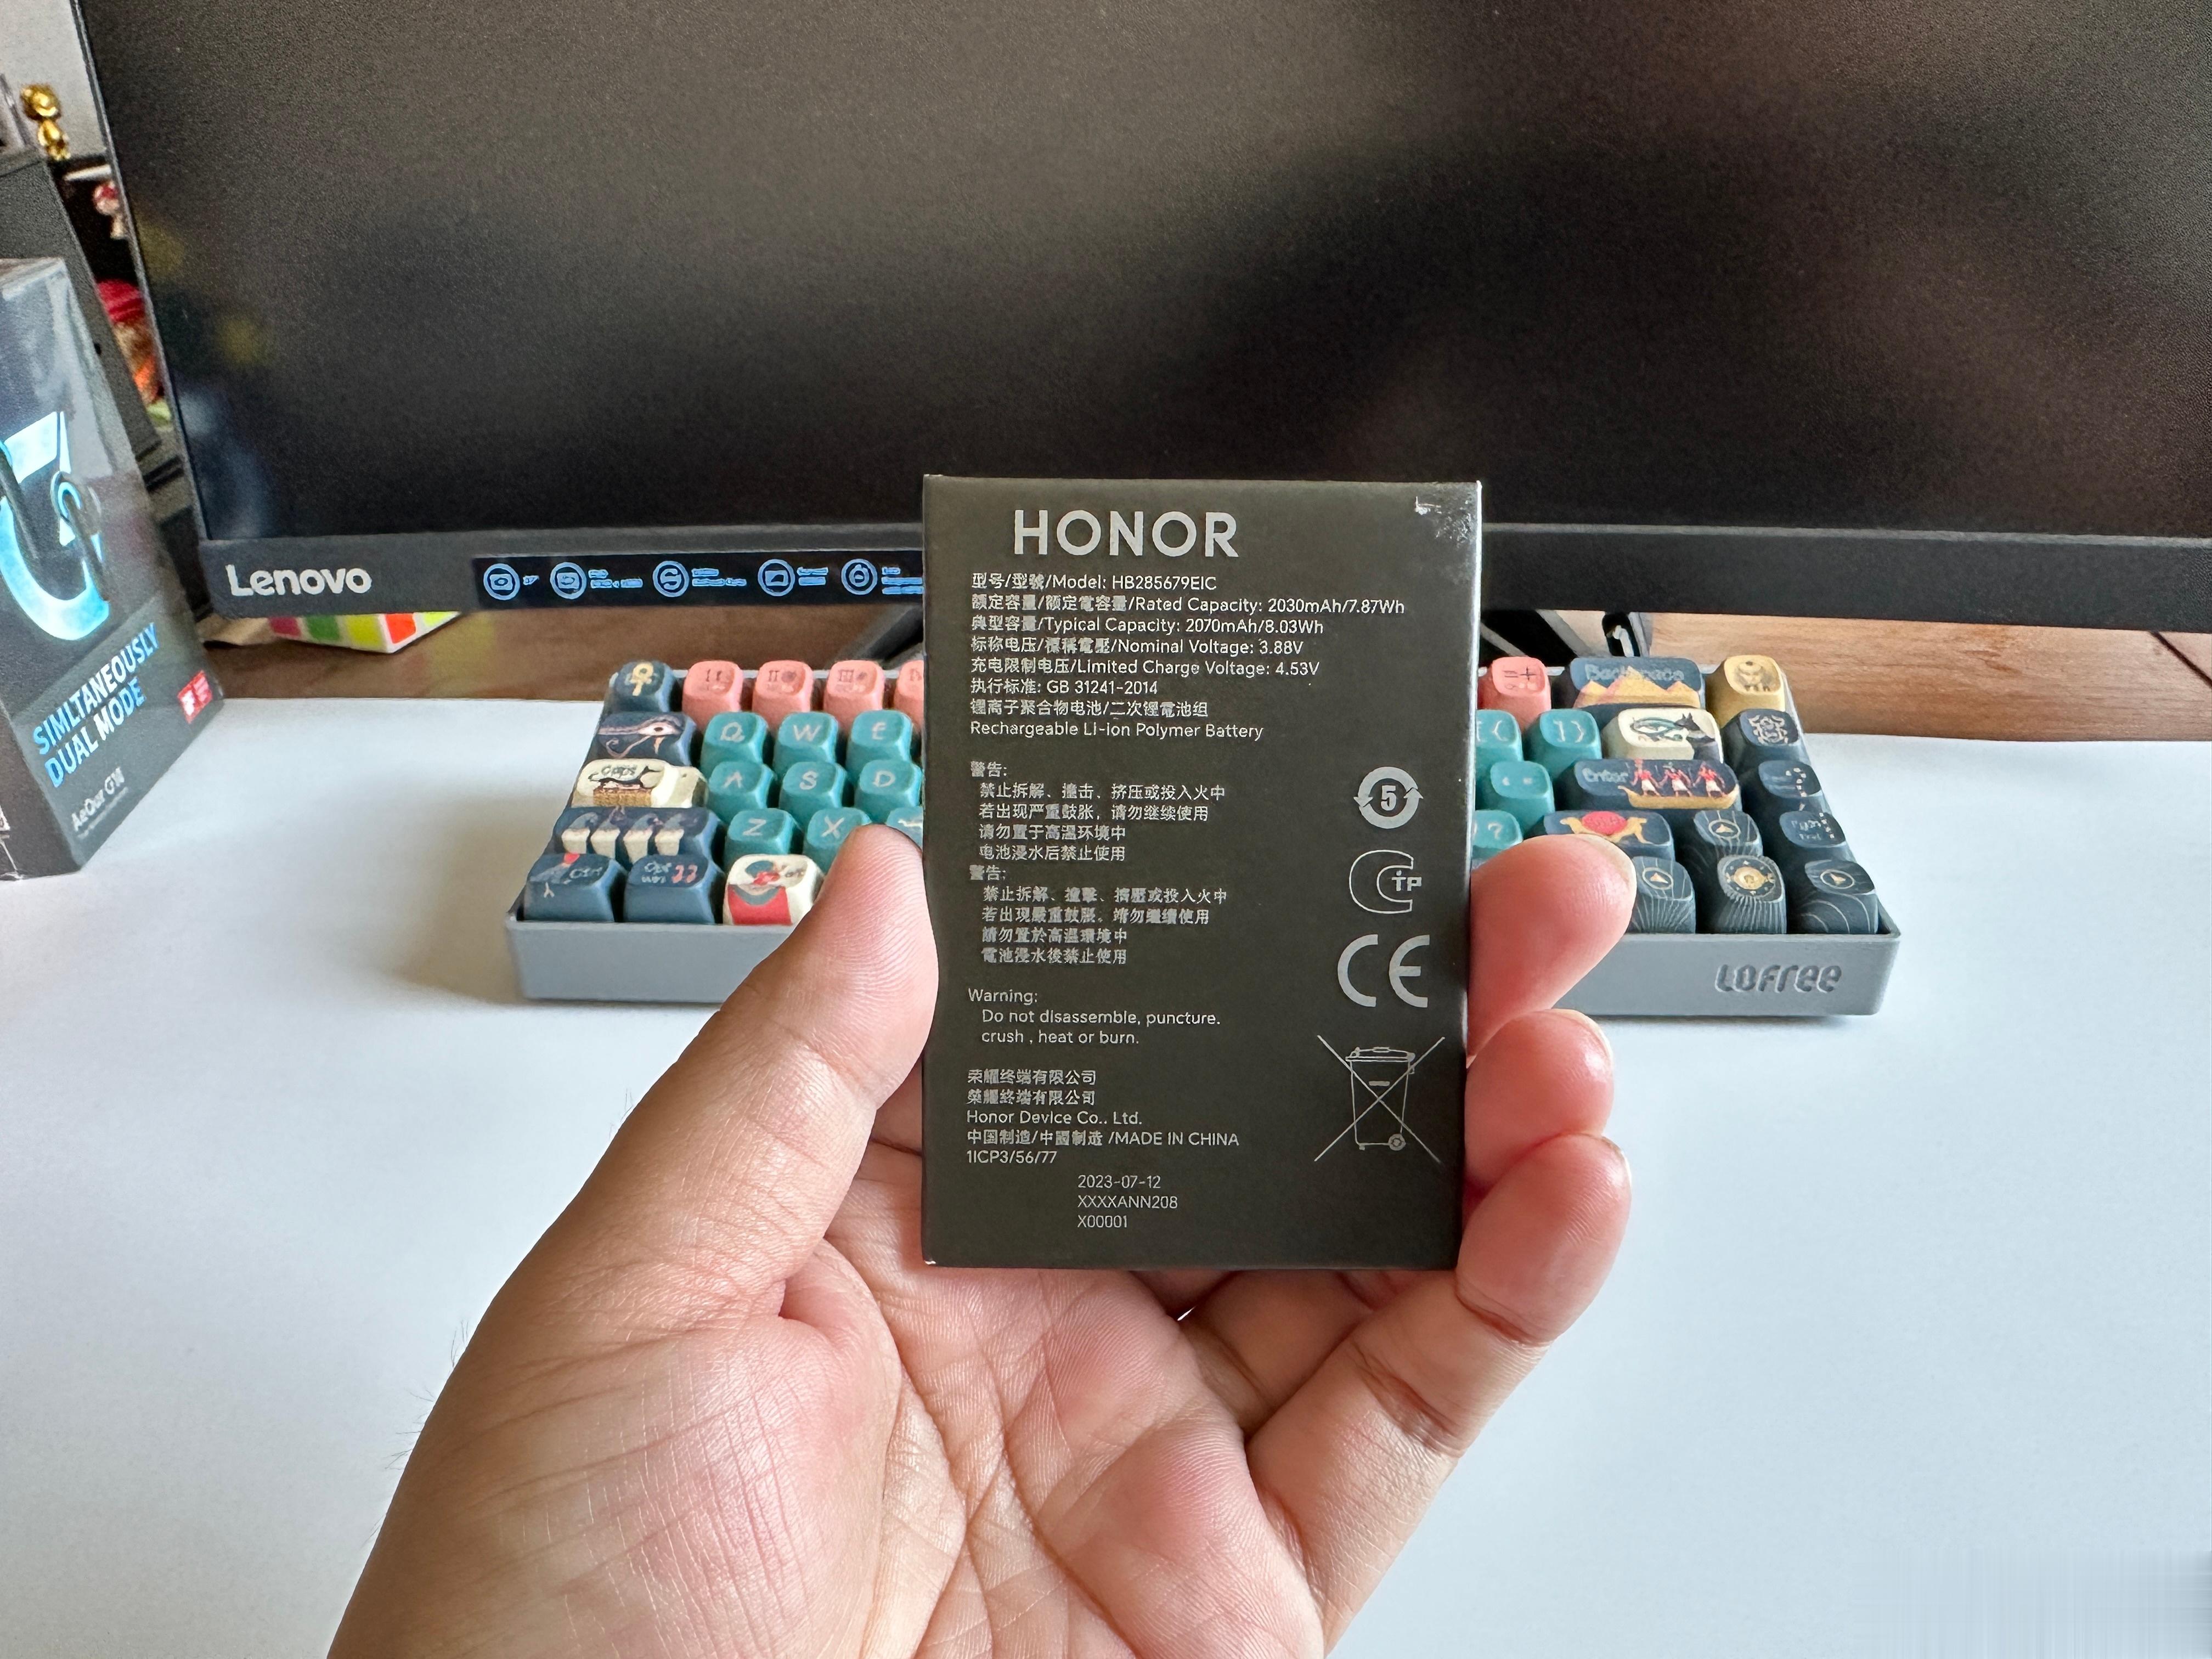 HONOR
型号/型號/Model: HB285679EIC
额定容量/額定電容量/Rated Capacity: 2030mAh/7.87Wh
典型容量/Typical Capacity: 2070mAh/8.03Wh
标称电压/標稱電壓/Nominal Voltage: 3.88V
充电限制电压/Limited Charge Voltage: 4.53V
执行标准: GB 31241-2014
锂离子聚合物电池/二次鋰電池組
Rechargeable Li-ion Polymer Battery
警告:
禁止拆解、撞击、挤压或投入火中
若出现严重鼓胀，请勿继续使用
请勿置于高温环境中
电池浸水后禁止使用
警告:
禁止拆解、撞擊、擠壓或投入火中
若出現嚴重鼓脹，請勿繼續使用
請勿置於高溫環境中
電池浸水後禁止使用
Warning:
Do not disassemble, puncture.
crush , heat or burn.
荣耀终端有限公司
榮耀終端有限公司
Honor Device Co., Ltd.
中国制造/中國制造 /MADE IN CHINA
1ICP3/56/77
2023-07-12
XXXXANN208
X00001
5
TP
CE
Lenovo
SIMLTANEOUSLY
DUAL MODE
Backspace
Q W E
Caps A S D
Enter
Z X
Ctrl
LOFREE